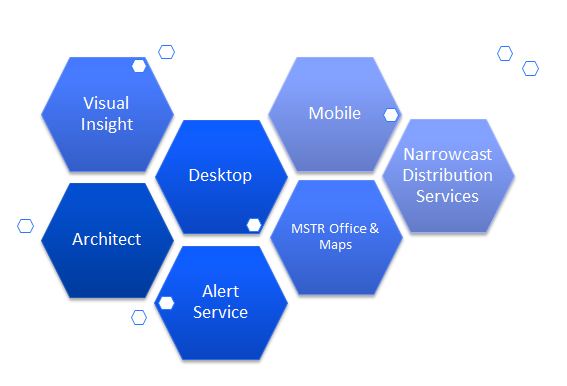 Visual
Insight
Mobile
Desktop
Narrowcast
Distribution
Services
Architect
MSTR Office &
Maps
Alert
Service